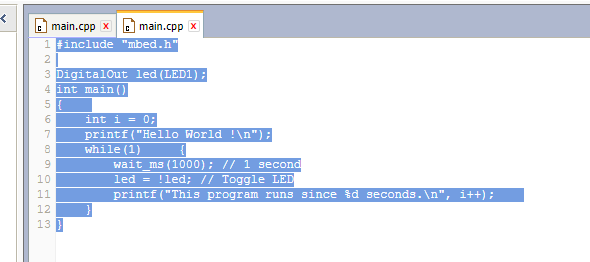 main.cpp x main.cpp x
1 #include "mbed.h"
2
3 DigitalOut led(LED1);
4 int main()
5 {
6     int i = 0;
7     printf("Hello World !\n");
8     while(1)     {
9         wait_ms(1000); // 1 second
10         led = !led; // Toggle LED
11         printf("This program runs since %d seconds.\n", i++);
12     }
13 }